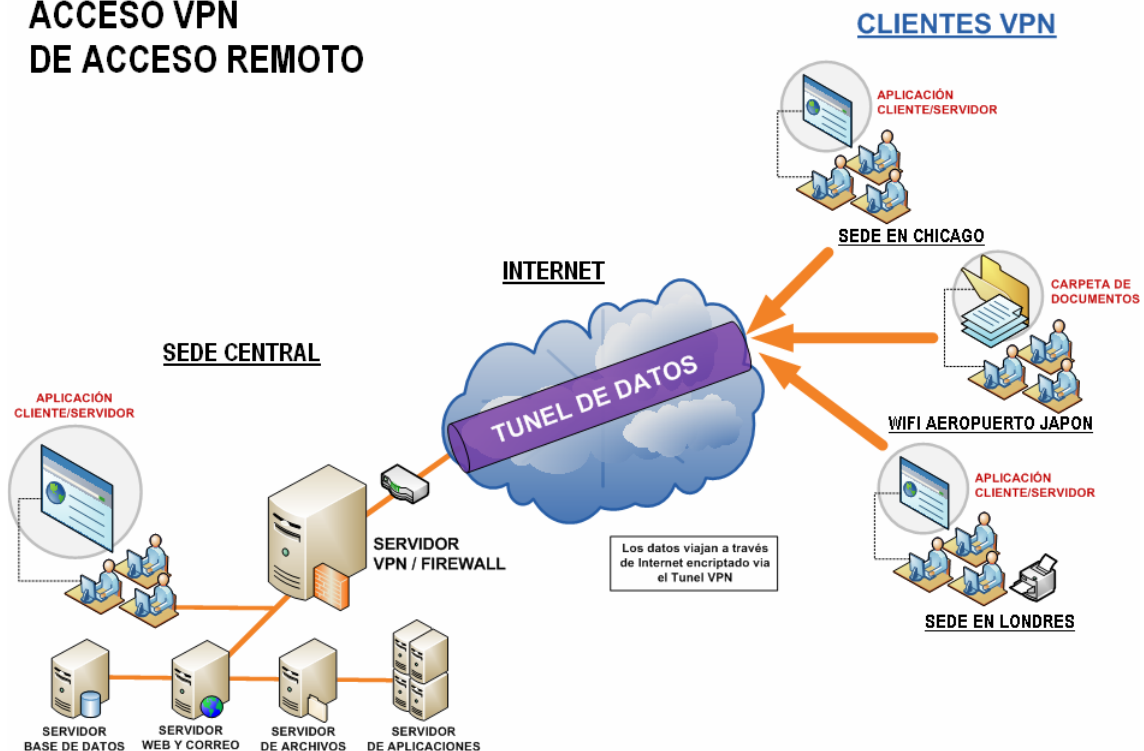 ACCESO VPN
DE ACCESO REMOTO
CLIENTES VPN
APLICACIÓN
CLIENTE/SERVIDOR
SEDE EN CHICAGO
INTERNET
CARPETA DE
DOCUMENTOS
WIFI AEROPUERTO JAPON
SEDE CENTRAL
TUNEL DE DATOS
APLICACIÓN
CLIENTE/SERVIDOR
APLICACIÓN
CLIENTE/SERVIDOR
SEDE EN LONDRES
SERVIDOR
VPN / FIREWALL
Los datos viajan a través
de Internet encriptado via
el Tunel VPN
SERVIDOR
BASE DE DATOS
SERVIDOR
WEB Y CORREO
SERVIDOR
DE ARCHIVOS
SERVIDOR
DE APLICACIONES